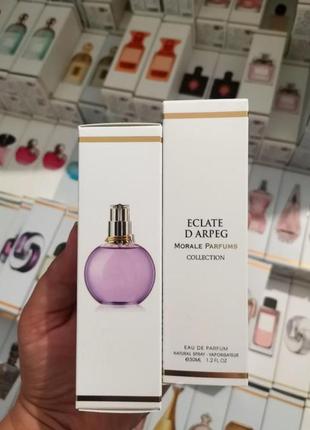 ECLATE
D ARPEG
MORALE PARFUMS
COLLECTION
EAU DE PARFUM
NATURAL SPRAY - VAPORISATEUR
℮30ML 1.2 FL OZ